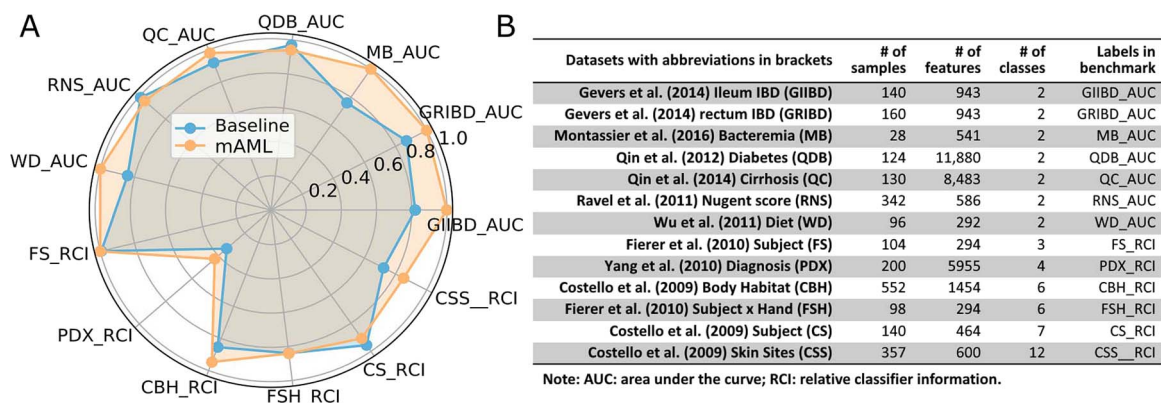 A
QDB_AUC
QC_AUC
MB_AUC
RNS_AUC
GRIBD_AUC
Baseline
mAML
WD_AUC
0.2
0.4
0.6
0.8
1.0
GIIBD_AUC
FS_RCI
CSS__RCI
PDX_RCI
CBH_RCI
CS_RCI
FSH_RCI
B
Datasets with abbreviations in brackets # of samples # of features # of classes Labels in benchmark
Gevers et al. (2014) Ileum IBD (GIIBD) 140 943 2 GIIBD_AUC
Gevers et al. (2014) rectum IBD (GRIBD) 160 943 2 GRIBD_AUC
Montassier et al. (2016) Bacteremia (MB) 28 541 2 MB_AUC
Qin et al. (2012) Diabetes (QDB) 124 11,880 2 QDB_AUC
Qin et al. (2014) Cirrhosis (QC) 130 8,483 2 QC_AUC
Ravel et al. (2011) Nugent score (RNS) 342 586 2 RNS_AUC
Wu et al. (2011) Diet (WD) 96 292 2 WD_AUC
Fierer et al. (2010) Subject (FS) 104 294 3 FS_RCI
Yang et al. (2010) Diagnosis (PDX) 200 5955 4 PDX_RCI
Costello et al. (2009) Body Habitat (CBH) 552 1454 6 CBH_RCI
Fierer et al. (2010) Subject x Hand (FSH) 98 294 6 FSH_RCI
Costello et al. (2009) Subject (CS) 140 464 7 CS_RCI
Costello et al. (2009) Skin Sites (CSS) 357 600 12 CSS__RCI
Note: AUC: area under the curve; RCI: relative classifier information.